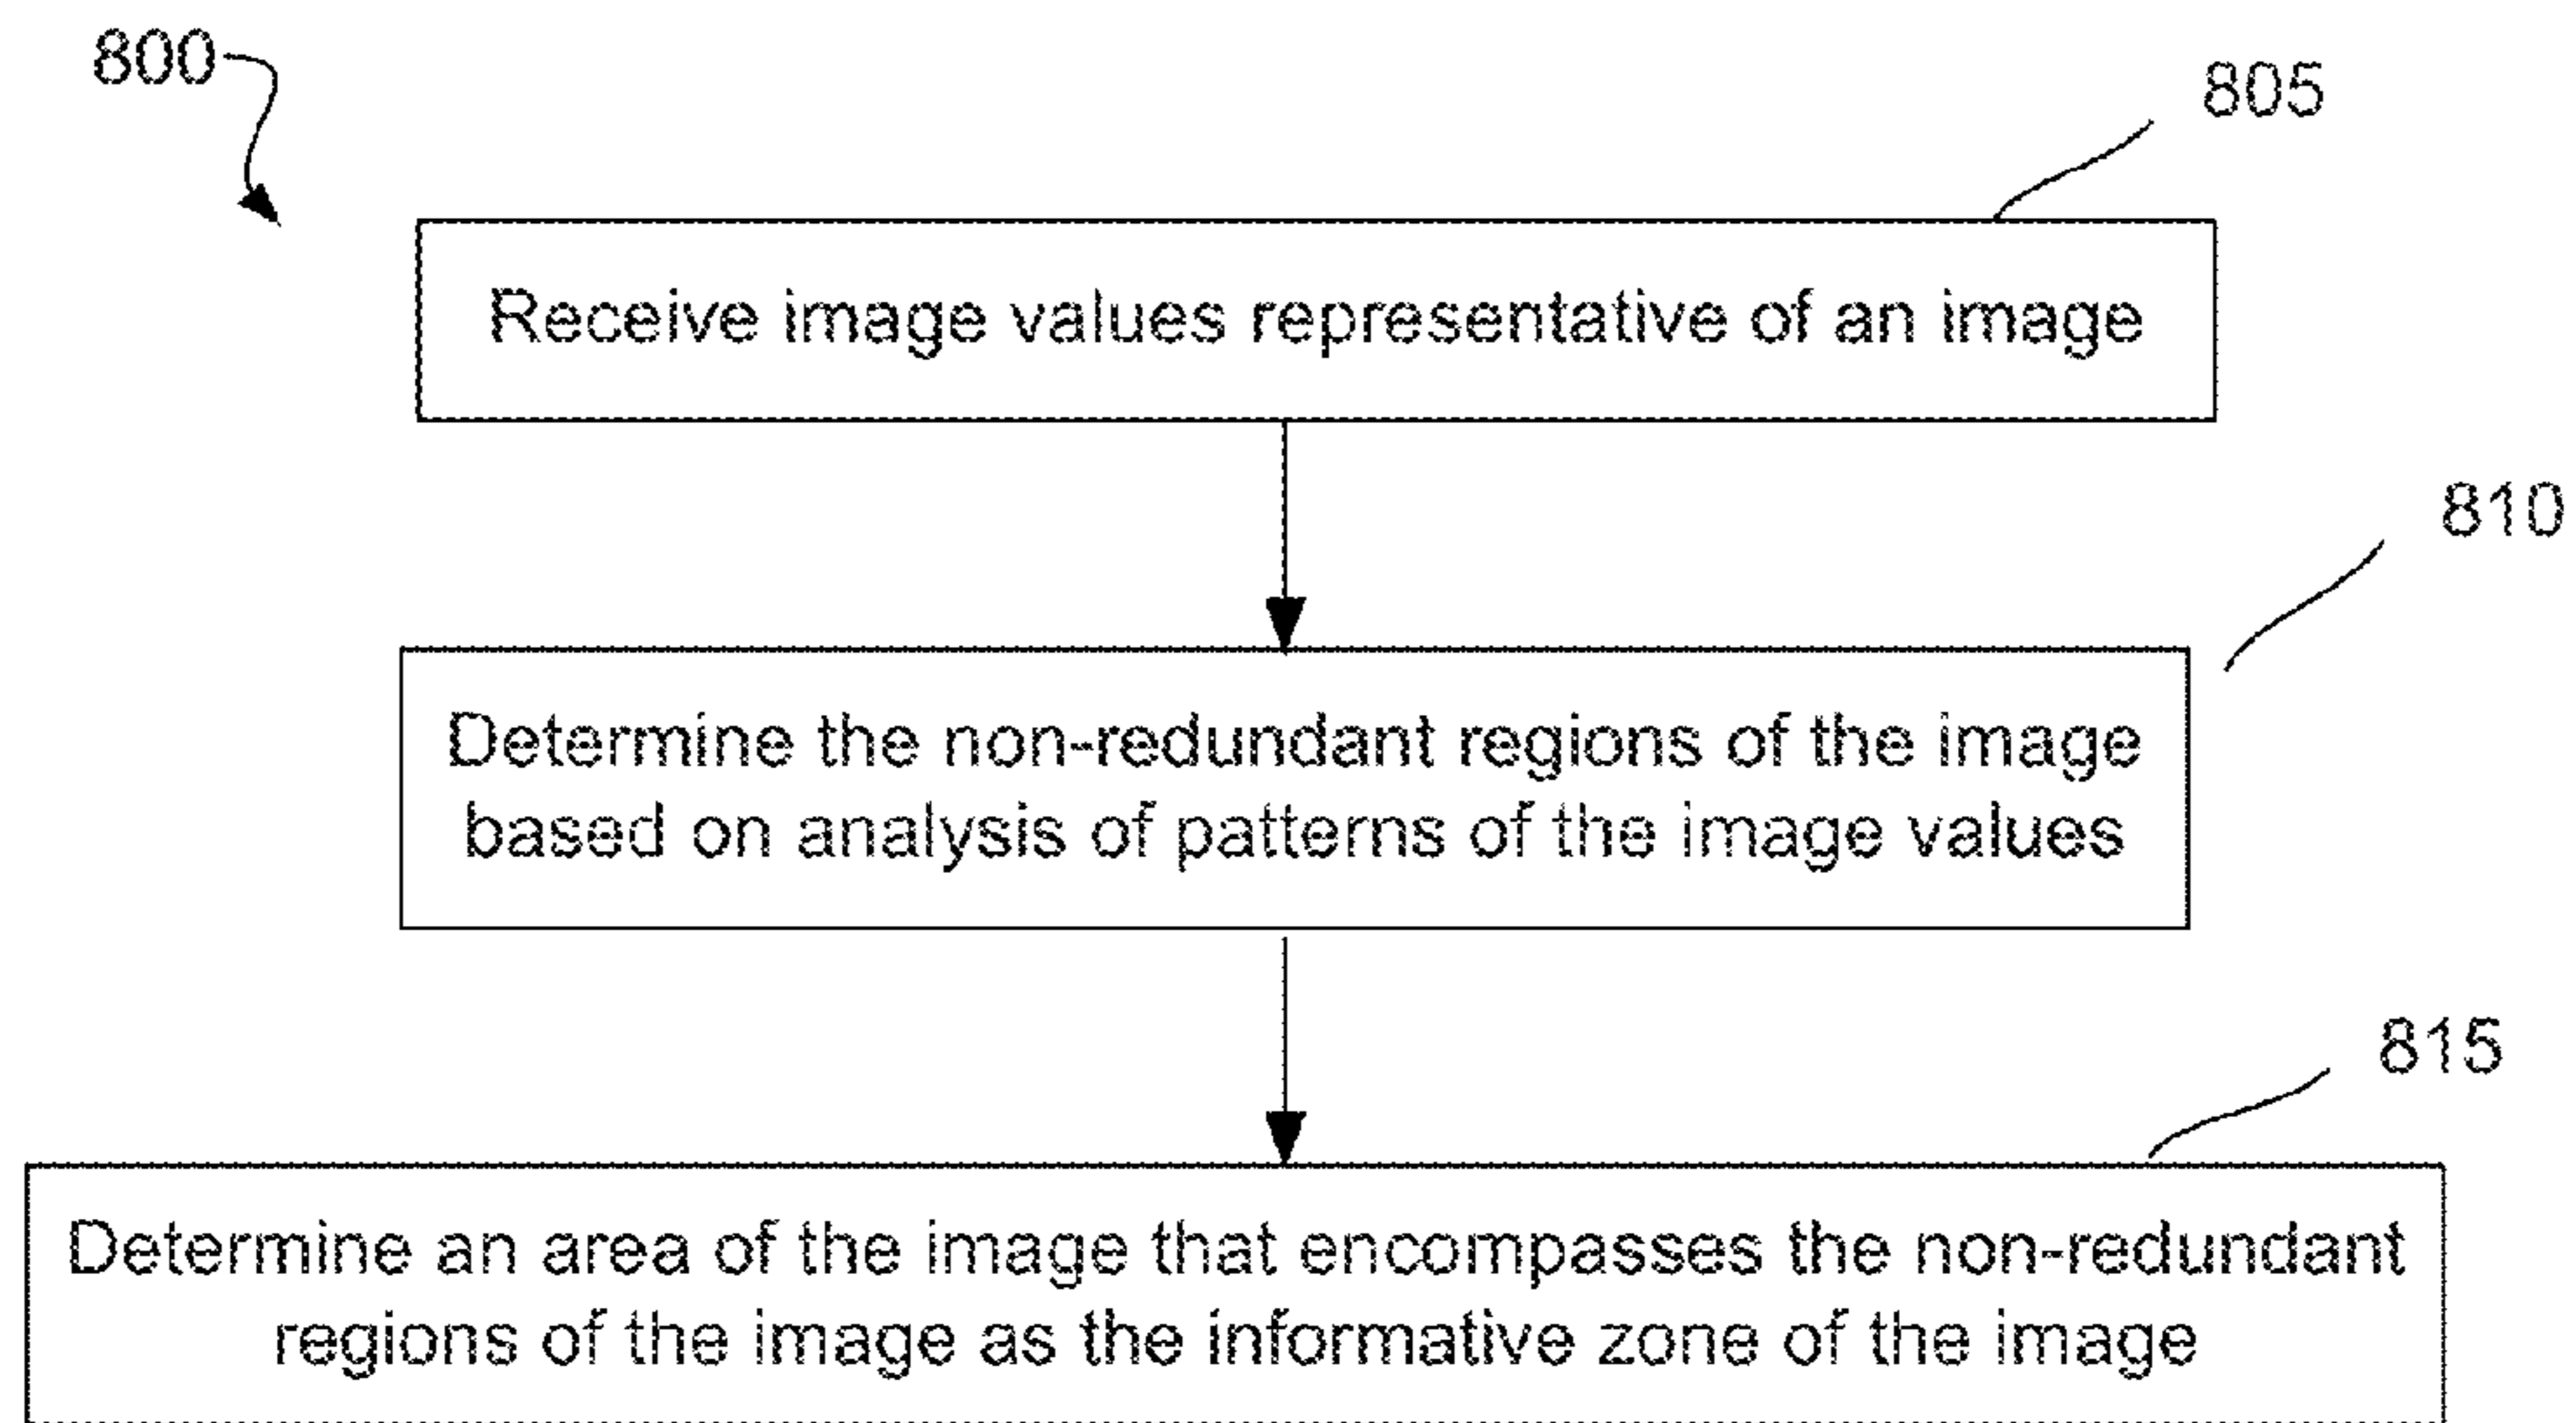 800
805
Receive image values representative of an image
810
Determine the non-redundant regions of the image
based on analysis of patterns of the image values
815
Determine an area of the image that encompasses the non-redundant
regions of the image as the informative zone of the image